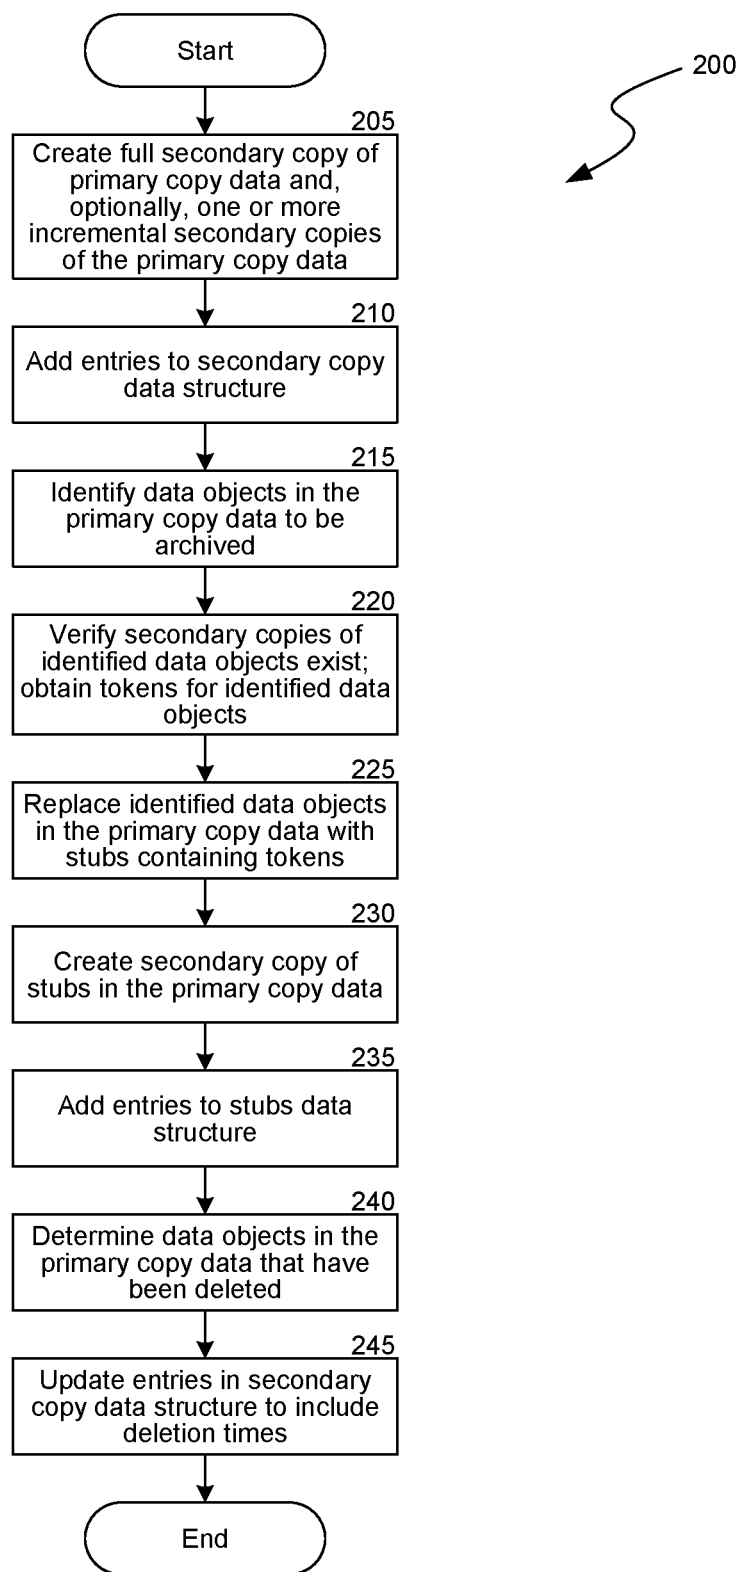 Start
200
205
Create full secondary copy of
primary copy data and,
optionally, one or more
incremental secondary copies
of the primary copy data
210
Add entries to secondary copy
data structure
215
Identify data objects in the
primary copy data to be
archived
220
Verify secondary copies of
identified data objects exist;
obtain tokens for identified data
objects
225
Replace identified data objects
in the primary copy data with
stubs containing tokens
230
Create secondary copy of
stubs in the primary copy data
235
Add entries to stubs data
structure
240
Determine data objects in the
primary copy data that have
been deleted
245
Update entries in secondary
copy data structure to include
deletion times
End